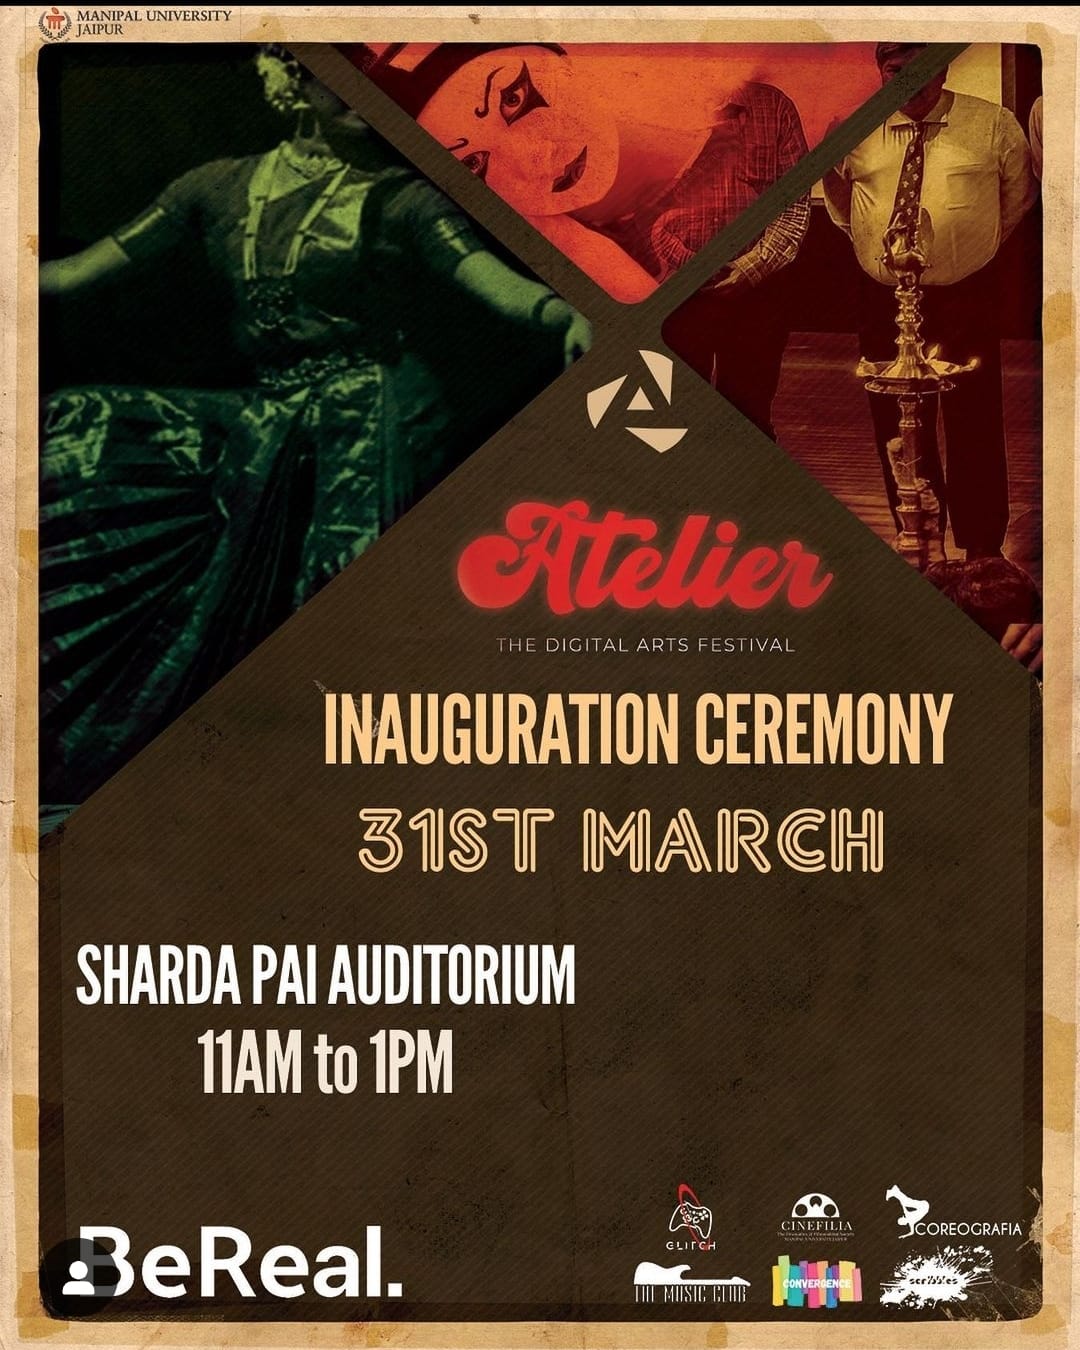 MANIPAL UNIVERSITY
JAIPUR
Atelier
THE DIGITAL ARTS FESTIVAL
INAUGURATION CEREMONY
31ST MARCH
SHARDA PAI AUDITORIUM
11AM to 1PM
BeReal.
GLITCH
CINEFILIA
COREOGRAFIA
THE MUSIC CLUB
CONVERGENCE
scribbles